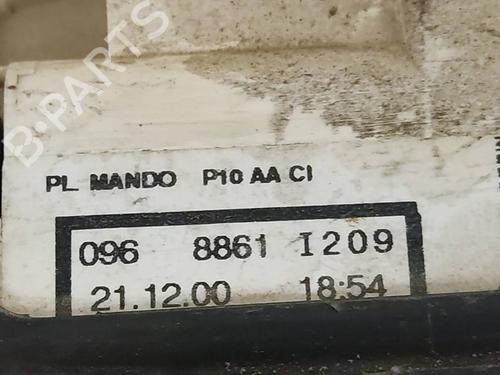 B-PARTS
PL MANDO P10 AA CI
096 8861 I209
21.12.00 18:54